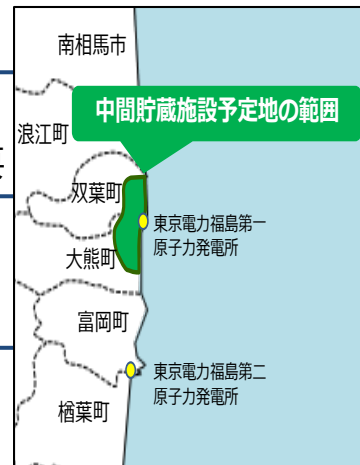 南相馬市
中間貯蔵施設予定地の範囲
浪江町
双葉町
東京電力福島第一
原子力発電所
大熊町
富岡町
東京電力福島第二
原子力発電所
楢葉町